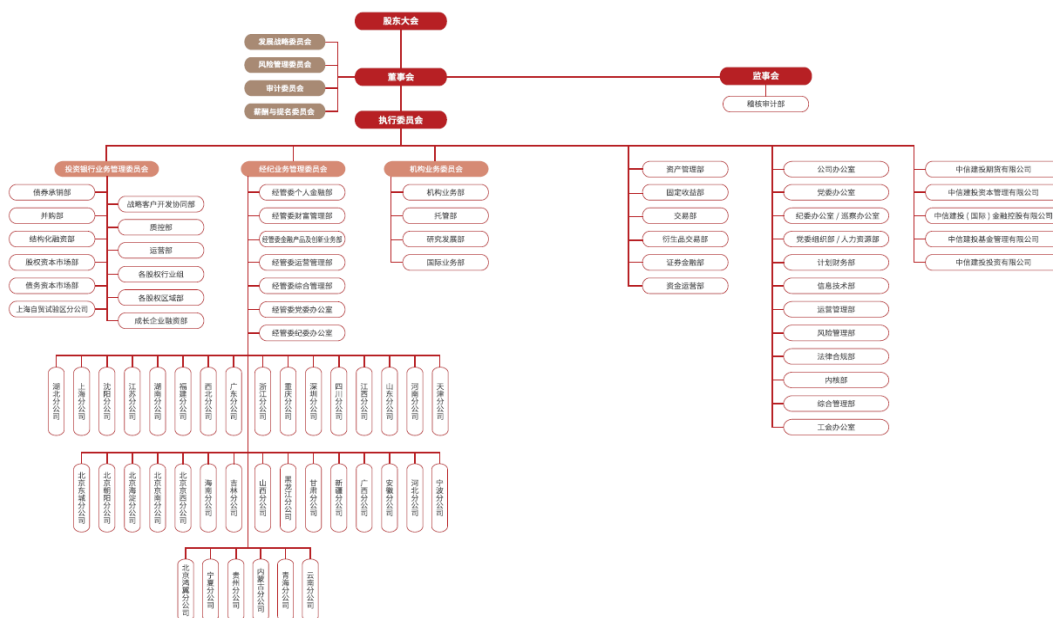 股东大会
发展战略委员会
风险管理委员会
审计委员会
薪酬与提名委员会
董事会
监事会
稽核审计部
执行委员会
投资银行业务管理委员会
债券承销部
并购部
结构化融资部
股权资本市场部
债务资本市场部
上海自贸试验区分公司
战略客户开发协同部
质控部
运营部
各股权行业组
各股权区域部
成长企业融资部
经纪业务管理委员会
经管委个人金融部
经管委财富管理部
经管委金融产品及创新业务部
经管委运营管理部
经管委综合管理部
经管委党委办公室
经管委纪委办公室
机构业务委员会
机构业务部
托管部
研究发展部
国际业务部
资产管理部
固定收益部
交易部
衍生品交易部
证券金融部
资金运营部
公司办公室
党委办公室
纪委办公室 / 巡察办公室
党委组织部 / 人力资源部
计划财务部
信息技术部
运营管理部
风险管理部
法律合规部
内核部
综合管理部
工会办公室
中信建投期货有限公司
中信建投资本管理有限公司
中信建投 ( 国际 ) 金融控股有限公司
中信建投基金管理有限公司
中信建投投资有限公司
湖北分公司
上海分公司
沈阳分公司
江苏分公司
湖南分公司
福建分公司
西北分公司
广东分公司
浙江分公司
重庆分公司
深圳分公司
四川分公司
江西分公司
山东分公司
河南分公司
天津分公司
北京东城分公司
北京朝阳分公司
北京海淀分公司
北京京南分公司
北京京西分公司
海南分公司
吉林分公司
山西分公司
黑龙江分公司
甘肃分公司
新疆分公司
广西分公司
安徽分公司
河北分公司
宁波分公司
北京鸿翼分公司
宁夏分公司
贵州分公司
内蒙古分公司
青海分公司
云南分公司